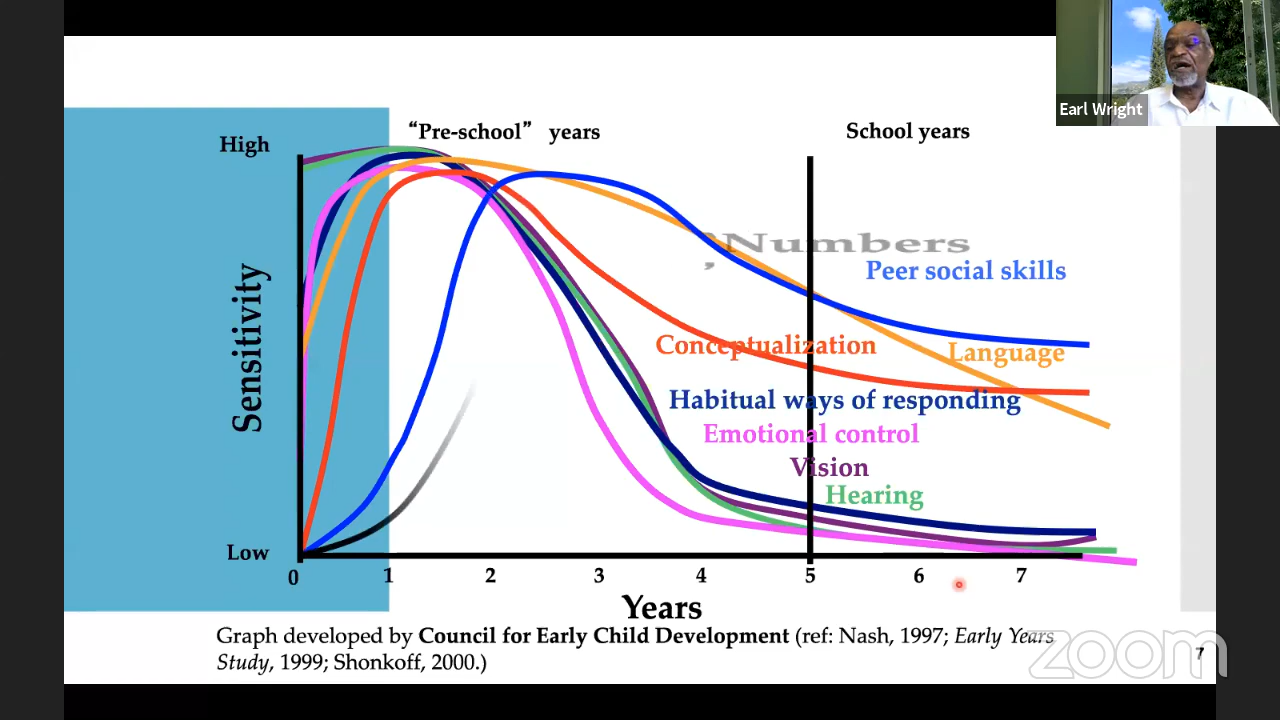 Earl Wright
“Pre-school” years
School years
High
Numbers
Peer social skills
Sensitivity
Conceptualization
Language
Habitual ways of responding
Emotional control
Vision
Hearing
Low
0 1 2 3 4 5 6 7
Years
Graph developed by Council for Early Child Development (ref: Nash, 1997; Early Years
Study, 1999; Shonkoff, 2000.)
zoom
7